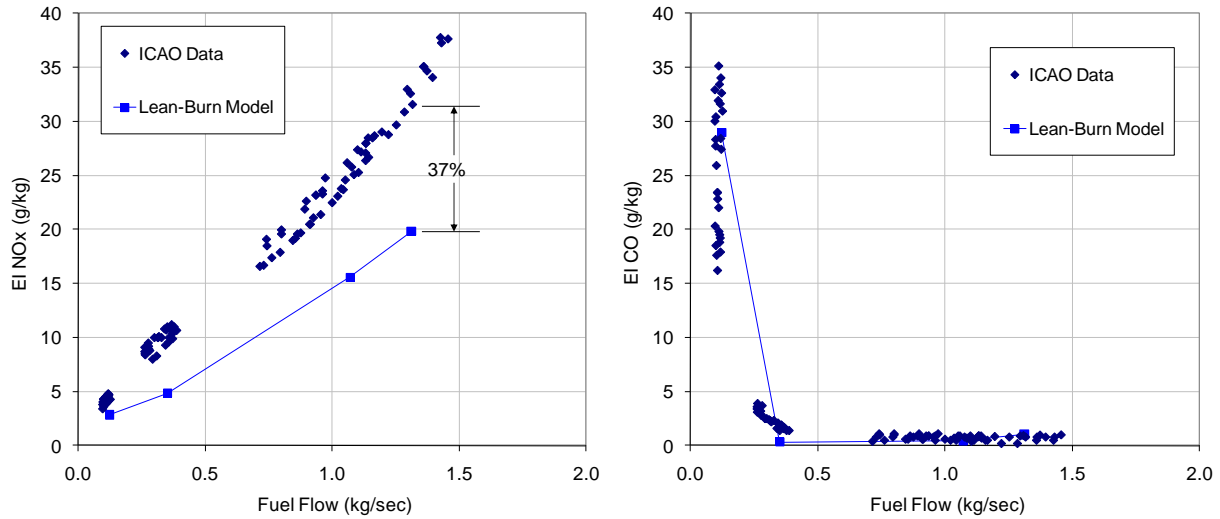 40
35
30
25
20
15
10
5
0
EI NOx (g/kg)
ICAO Data
Lean-Burn Model
37%
0.0 0.5 1.0 1.5 2.0
Fuel Flow (kg/sec)
40
35
30
25
20
15
10
5
0
EI CO (g/kg)
ICAO Data
Lean-Burn Model
0.0 0.5 1.0 1.5 2.0
Fuel Flow (kg/sec)